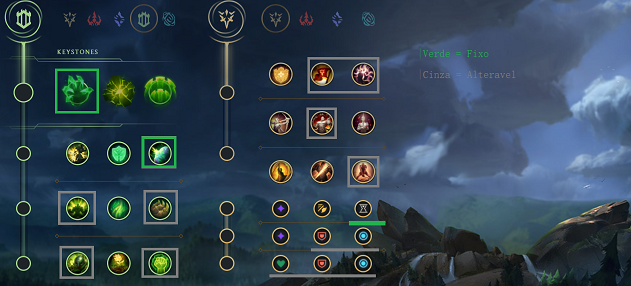 KEYSTONES
|Verde = Fixo
|Cinza = Alteravel